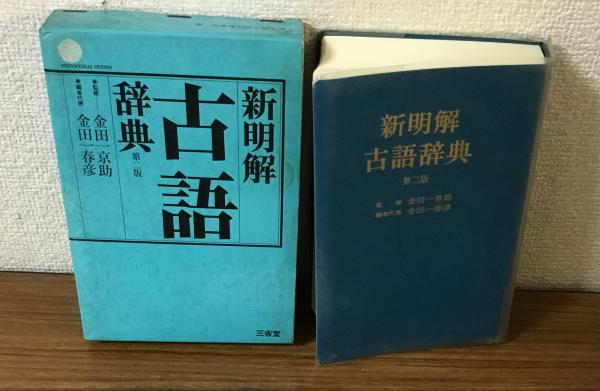 SHINMEIKAI SERIES
新明解
古語
辞典 第二版
●監修 金田一京助
●編者代表 金田一春彦
三省堂
新明解
古語辞典
第二版
監修 金田一京助
編者代表 金田一春彦